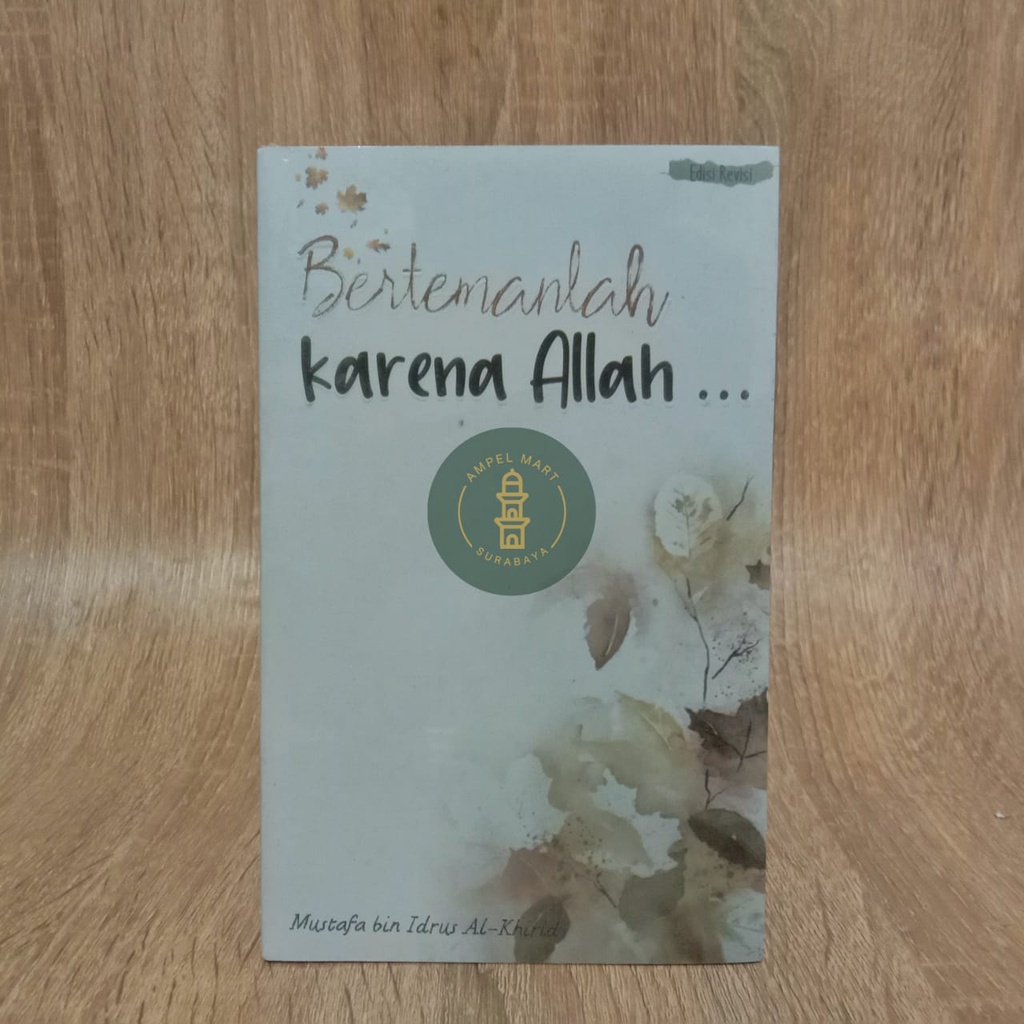 Edisi Revisi
Bertemanlah
karena Allah ...
AMPEL MART
SURABAYA
Mustafa bin Idrus Al-Khirid